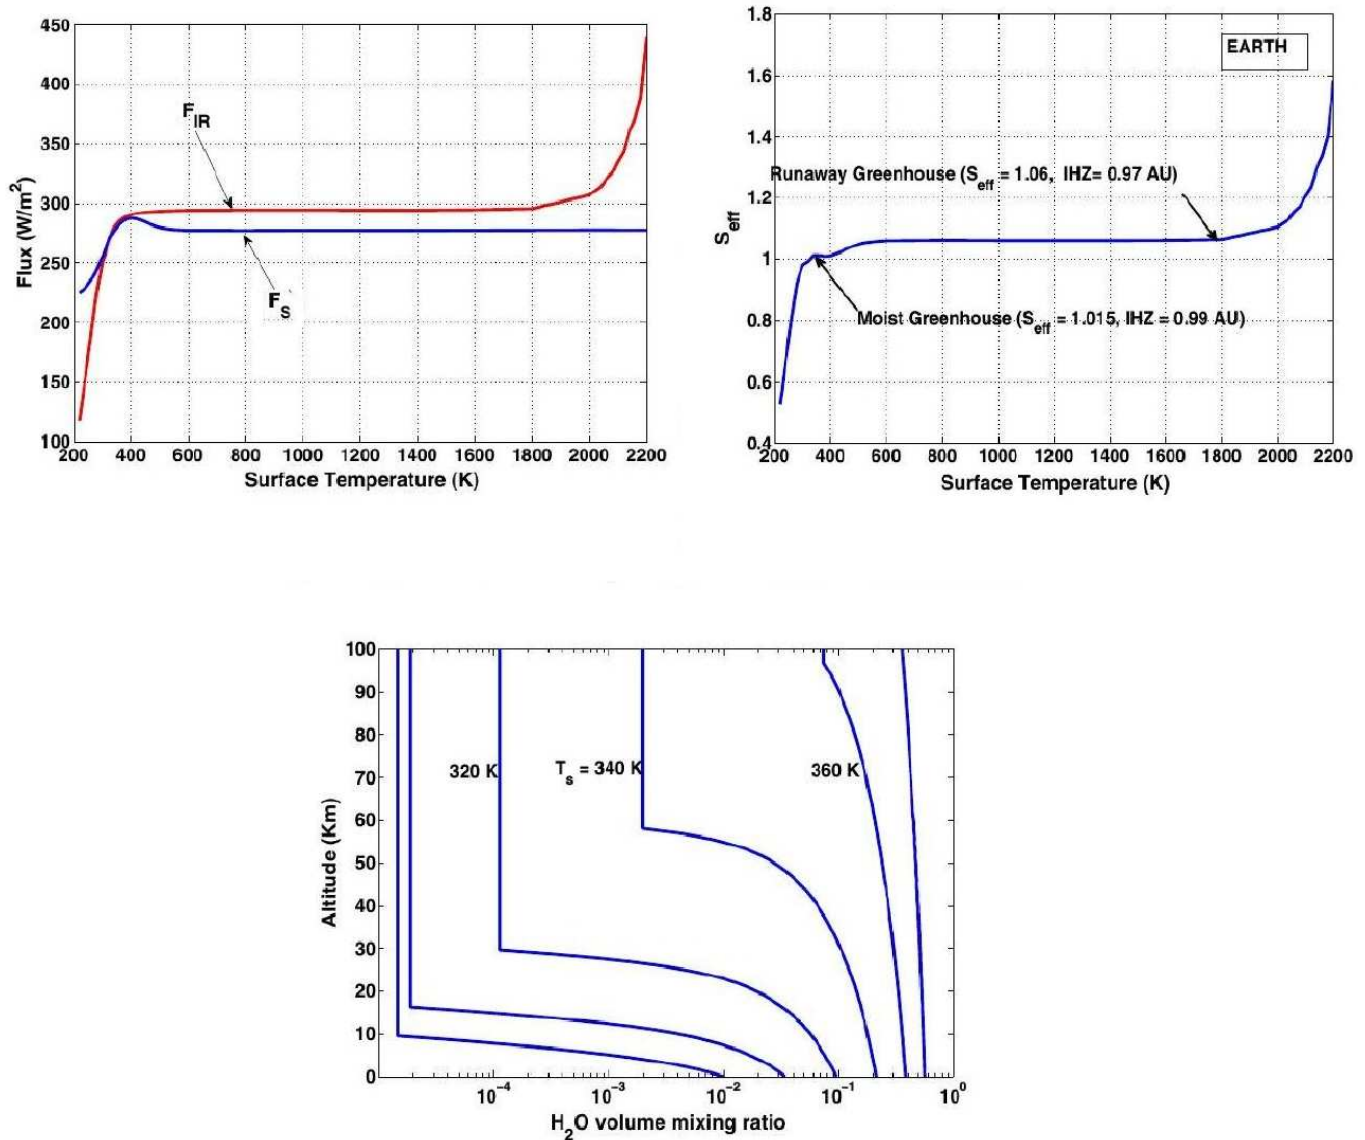 450
400
350
300
250
200
150
100
F_IR
F_S
Flux (W/m²)
200 400 600 800 1000 1200 1400 1600 1800 2000 2200
Surface Temperature (K)
1.8
1.6
1.4
1.2
1
0.8
0.6
0.4
EARTH
Runaway Greenhouse (S_eff = 1.06, IHZ= 0.97 AU)
S_eff
Moist Greenhouse (S_eff = 1.015, IHZ = 0.99 AU)
200 400 600 800 1000 1200 1400 1600 1800 2000 2200
Surface Temperature (K)
100
90
80
70
60
50
40
30
20
10
0
320 K
T_s = 340 K
360 K
Altitude (Km)
10⁻⁴ 10⁻³ 10⁻² 10⁻¹ 10⁰
H₂O volume mixing ratio